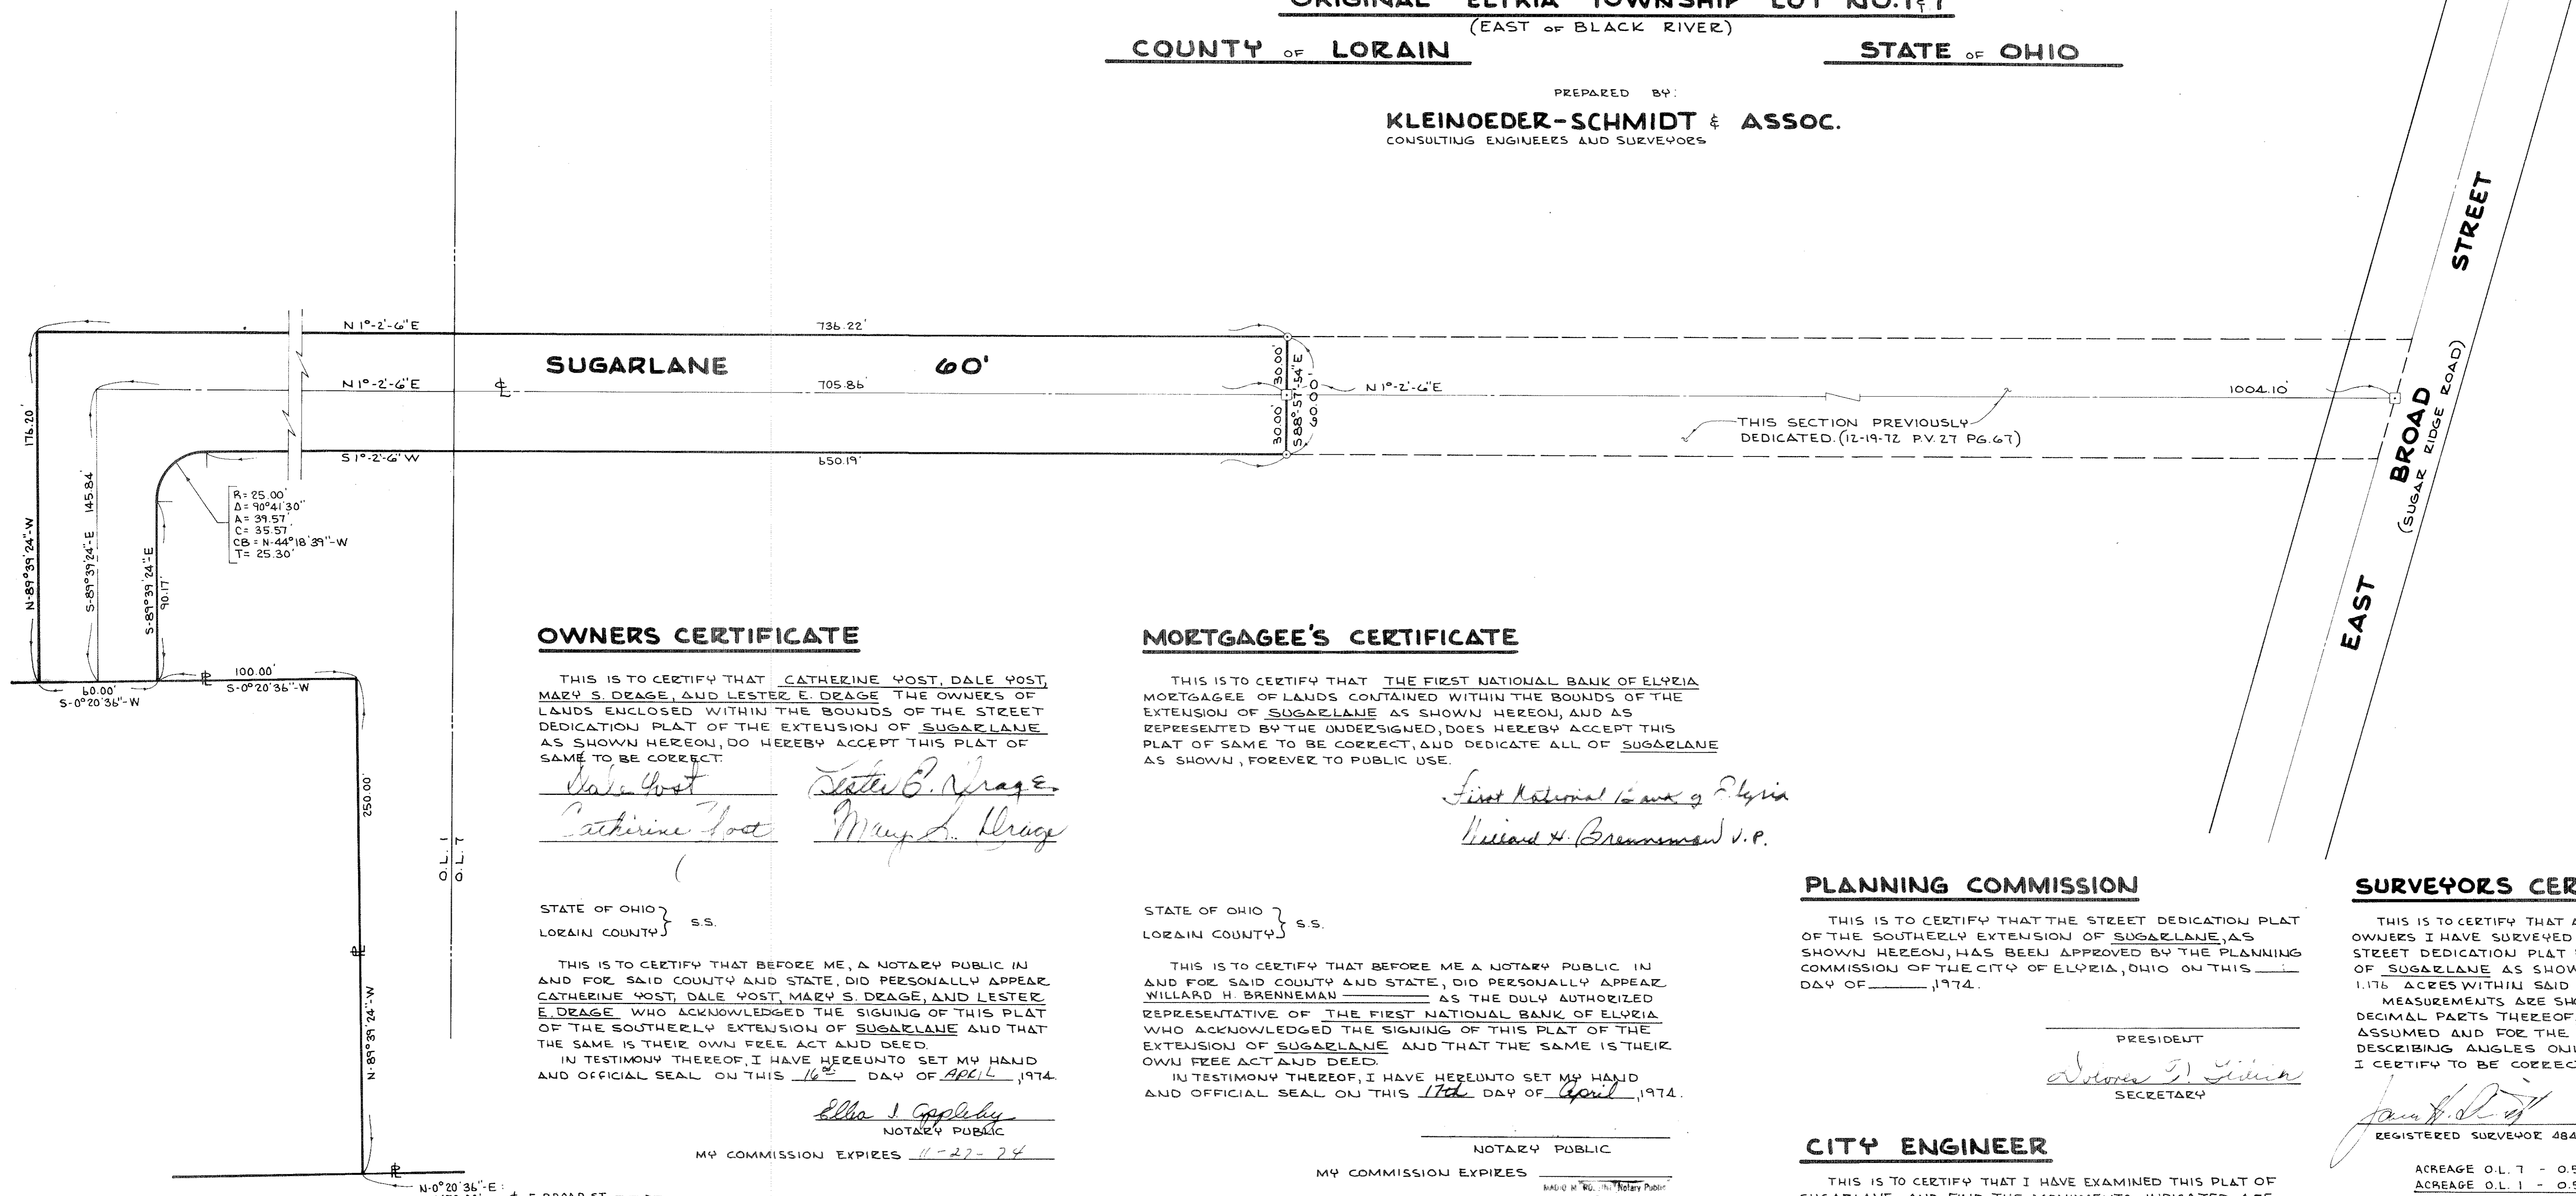 ORIGINAL ELYRIA TOWNSHIP LOT NO. 1 & 7
(EAST OF BLACK RIVER)
COUNTY OF LORAIN STATE OF OHIO
PREPARED BY:
KLEINOEDER-SCHMIDT & ASSOC.
CONSULTING ENGINEERS AND SURVEYORS
N 1°-2'-6"E 736.22'
SUGARLANE 60'
N 1°-2'-6"E ℄ 705.86'
S 1°-2'-6"W 650.19'
30.00'
30.00'
S 88°-57'-54"E
60.00'
N 1°-2'-6"E 1004.10'
THIS SECTION PREVIOUSLY
DEDICATED. (12-19-72 P.V. 27 PG. 67)
EAST BROAD STREET
(SUGAR RIDGE ROAD)
176.20'
N-89°39'24"-W
S-89°39'24"-E 145.84'
S-89°39'24"-E
90.17'
R = 25.00'
Δ = 90°41'30"
A = 39.57'
C = 35.57'
CB = N-44°18'39"-W
T = 25.30'
60.00'
S-0°20'36"-W
℄ 100.00'
S-0°20'36"-W
250.00'
N-89°39'24"-W
O.L. 1
O.L. 7
N-0°20'36"-E
OWNERS CERTIFICATE
THIS IS TO CERTIFY THAT CATHERINE YOST, DALE YOST,
MARY S. DRAGE, AND LESTER E. DRAGE THE OWNERS OF
LANDS ENCLOSED WITHIN THE BOUNDS OF THE STREET
DEDICATION PLAT OF THE EXTENSION OF SUGARLANE
AS SHOWN HEREON, DO HEREBY ACCEPT THIS PLAT OF
SAME TO BE CORRECT.
Dale Yost Lester E. Drage
Catherine Yost Mary S. Drage
STATE OF OHIO } S.S.
LORAIN COUNTY
THIS IS TO CERTIFY THAT BEFORE ME, A NOTARY PUBLIC IN
AND FOR SAID COUNTY AND STATE, DID PERSONALLY APPEAR
CATHERINE YOST, DALE YOST, MARY S. DRAGE, AND LESTER
E. DRAGE WHO ACKNOWLEDGED THE SIGNING OF THIS PLAT
OF THE SOUTHERLY EXTENSION OF SUGARLANE AND THAT
THE SAME IS THEIR OWN FREE ACT AND DEED.
IN TESTIMONY THEREOF, I HAVE HEREUNTO SET MY HAND
AND OFFICIAL SEAL ON THIS 16th DAY OF APRIL, 1974.
Ella J. Appleby
NOTARY PUBLIC
MY COMMISSION EXPIRES 11-27-74
MORTGAGEE'S CERTIFICATE
THIS IS TO CERTIFY THAT THE FIRST NATIONAL BANK OF ELYRIA
MORTGAGEE OF LANDS CONTAINED WITHIN THE BOUNDS OF THE
EXTENSION OF SUGARLANE AS SHOWN HEREON, AND AS
REPRESENTED BY THE UNDERSIGNED, DOES HEREBY ACCEPT THIS
PLAT OF SAME TO BE CORRECT, AND DEDICATE ALL OF SUGARLANE
AS SHOWN, FOREVER TO PUBLIC USE.
First National Bank of Elyria
Willard H. Brenneman V.P.
STATE OF OHIO } S.S.
LORAIN COUNTY
THIS IS TO CERTIFY THAT BEFORE ME A NOTARY PUBLIC IN
AND FOR SAID COUNTY AND STATE, DID PERSONALLY APPEAR
WILLARD H. BRENNEMAN AS THE DULY AUTHORIZED
REPRESENTATIVE OF THE FIRST NATIONAL BANK OF ELYRIA
WHO ACKNOWLEDGED THE SIGNING OF THIS PLAT OF THE
EXTENSION OF SUGARLANE AND THAT THE SAME IS THEIR
OWN FREE ACT AND DEED.
IN TESTIMONY THEREOF, I HAVE HEREUNTO SET MY HAND
AND OFFICIAL SEAL ON THIS 17th DAY OF April, 1974.
NOTARY PUBLIC
MY COMMISSION EXPIRES
Notary Public
PLANNING COMMISSION
THIS IS TO CERTIFY THAT THE STREET DEDICATION PLAT
OF THE SOUTHERLY EXTENSION OF SUGARLANE, AS
SHOWN HEREON, HAS BEEN APPROVED BY THE PLANNING
COMMISSION OF THE CITY OF ELYRIA, OHIO ON THIS
DAY OF , 1974.
PRESIDENT
SECRETARY
CITY ENGINEER
THIS IS TO CERTIFY THAT I HAVE EXAMINED THIS PLAT OF
SURVEYORS CER
THIS IS TO CERTIFY THAT
OWNERS I HAVE SURVEYED
STREET DEDICATION PLAT
OF SUGARLANE AS SHOW
1.176 ACRES WITHIN SAID
MEASUREMENTS ARE SH
DECIMAL PARTS THEREOF.
ASSUMED AND FOR THE
DESCRIBING ANGLES ON
I CERTIFY TO BE CORREC
REGISTERED SURVEYOR 484
ACREAGE O.L. 7 - 0.5
ACREAGE O.L. 1 - 0.5